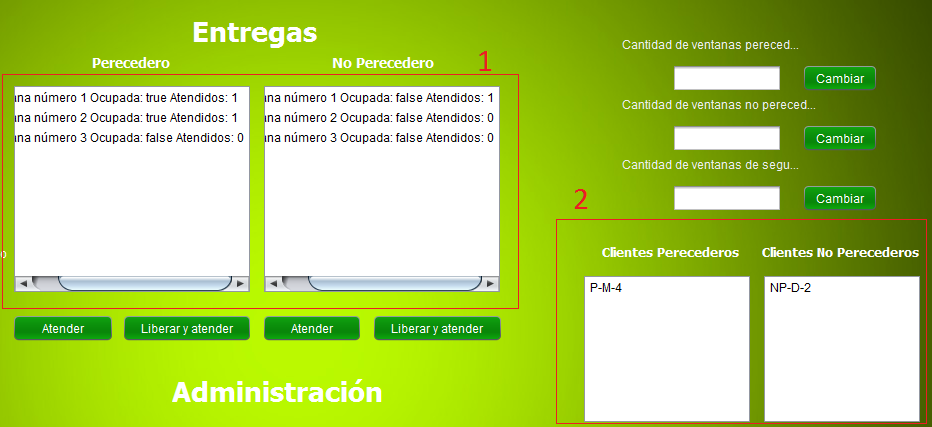 Entregas
Perecedero
No Perecedero
1
ana número 1 Ocupada: true Atendidos: 1
ana número 2 Ocupada: true Atendidos: 1
ana número 3 Ocupada: false Atendidos: 0
ana número 1 Ocupada: false Atendidos: 1
ana número 2 Ocupada: false Atendidos: 0
ana número 3 Ocupada: false Atendidos: 0
Atender
Liberar y atender
Atender
Liberar y atender
Administración
Cantidad de ventanas pereced...
Cambiar
Cantidad de ventanas no pereced...
Cambiar
Cantidad de ventanas de segu...
Cambiar
2
Clientes Perecederos
Clientes No Perecederos
P-M-4
NP-D-2